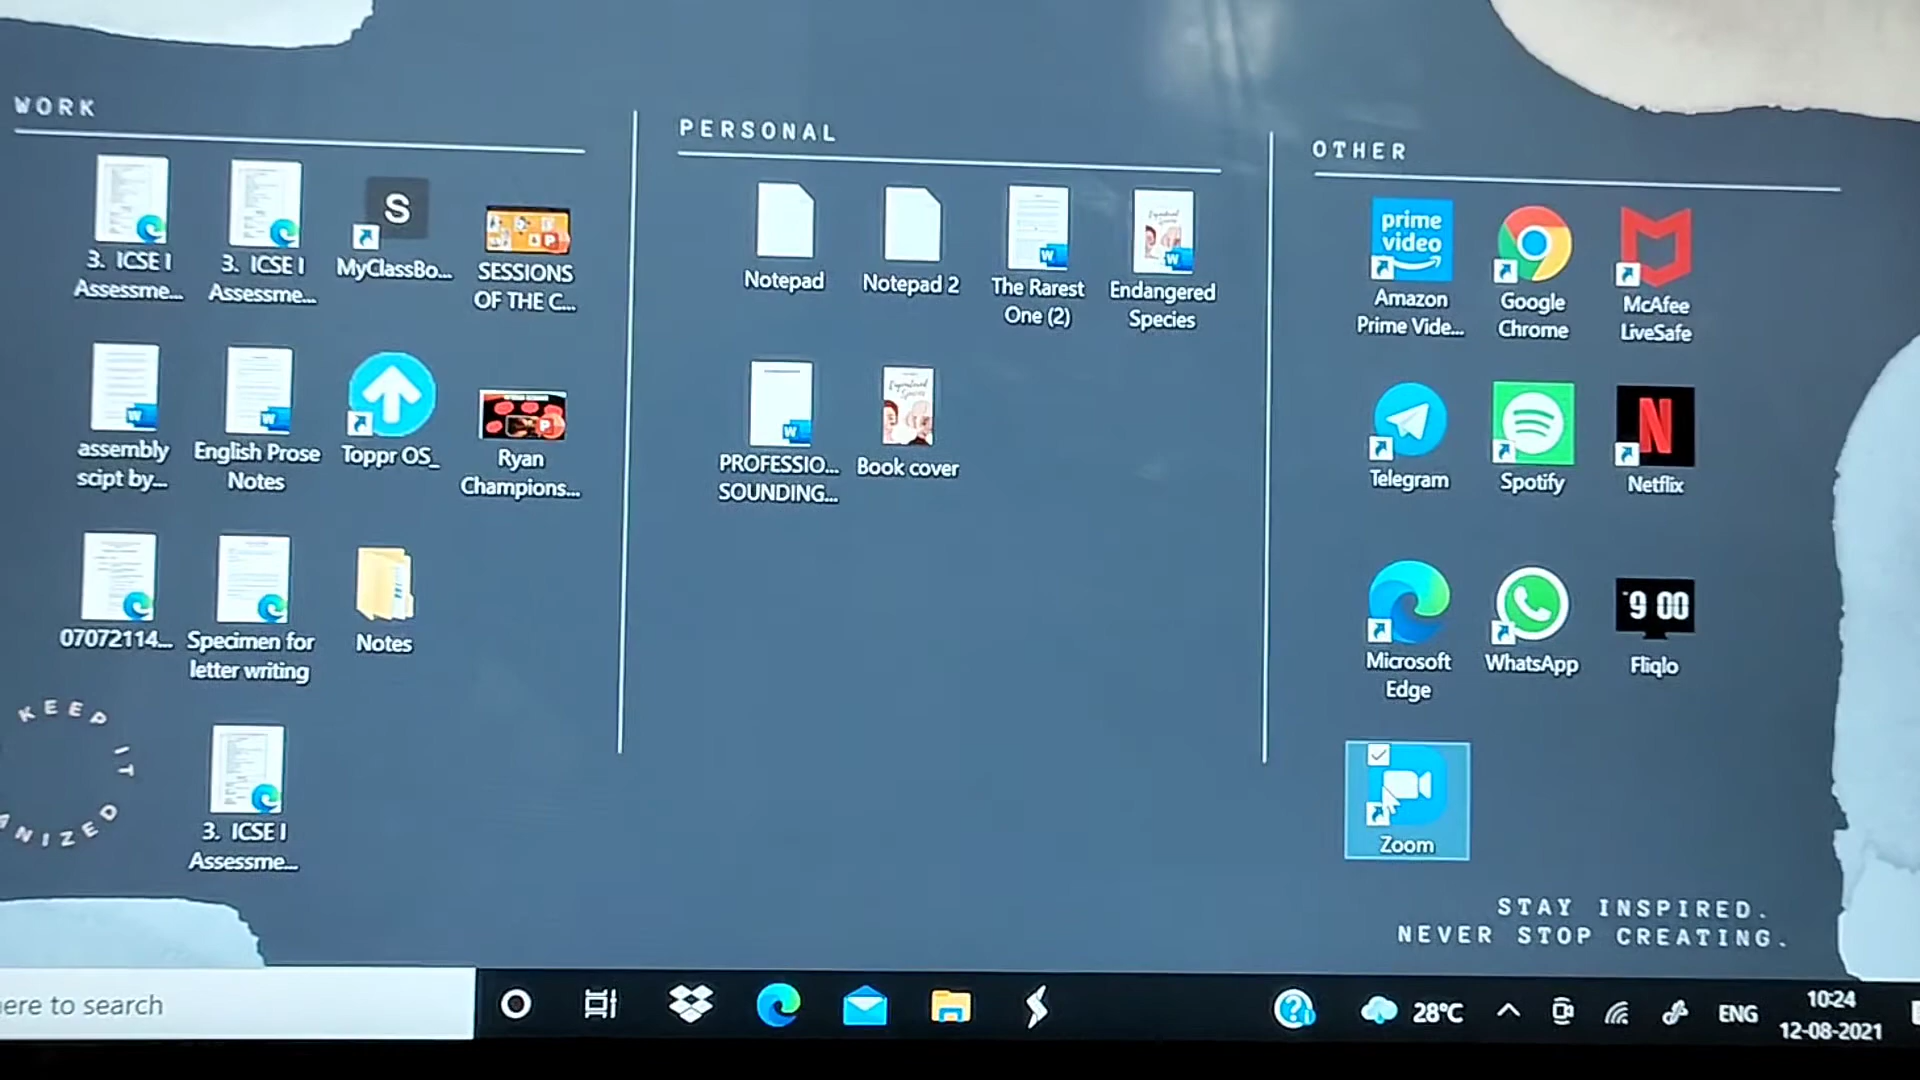 WORK
3. ICSE I
Assessme...
3. ICSE I
Assessme...
S
MyClassBo...
SESSIONS
OF THE C...
assembly
scipt by...
English Prose
Notes
Toppr OS_
Ryan
Champions...
07072114...
Specimen for
letter writing
Notes
KEEP IT
ANIZED
3. ICSE I
Assessme...
PERSONAL
Notepad
Notepad 2
The Rarest
One (2)
Endangered
Species
PROFESSIO...
SOUNDING...
Book cover
OTHER
prime
video
Amazon
Prime Vide...
Google
Chrome
McAfee
LiveSafe
Telegram
Spotify
N
Netflix
Microsoft
Edge
WhatsApp
9 00
Fliqlo
Zoom
STAY INSPIRED.
NEVER STOP CREATING.
ere to search
28°C
ENG
10:24
12-08-2021